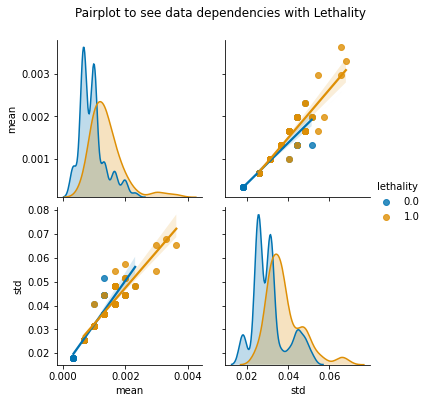 Pairplot to see data dependencies with Lethality
0.003
0.002
0.001
mean
lethality
0.0
1.0
0.08
0.07
0.06
0.05
0.04
0.03
0.02
std
0.000 0.002 0.004
mean
0.02 0.04 0.06
std